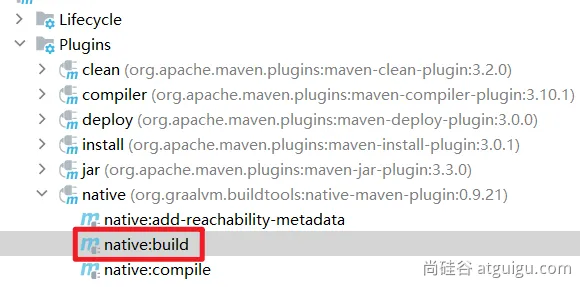 Lifecycle
Plugins
clean (org.apache.maven.plugins:maven-clean-plugin:3.2.0)
compiler (org.apache.maven.plugins:maven-compiler-plugin:3.10.1)
deploy (org.apache.maven.plugins:maven-deploy-plugin:3.0.0)
install (org.apache.maven.plugins:maven-install-plugin:3.0.1)
jar (org.apache.maven.plugins:maven-jar-plugin:3.3.0)
native (org.graalvm.buildtools:native-maven-plugin:0.9.21)
native:add-reachability-metadata
native:build
native:compile
尚硅谷 atguigu.com